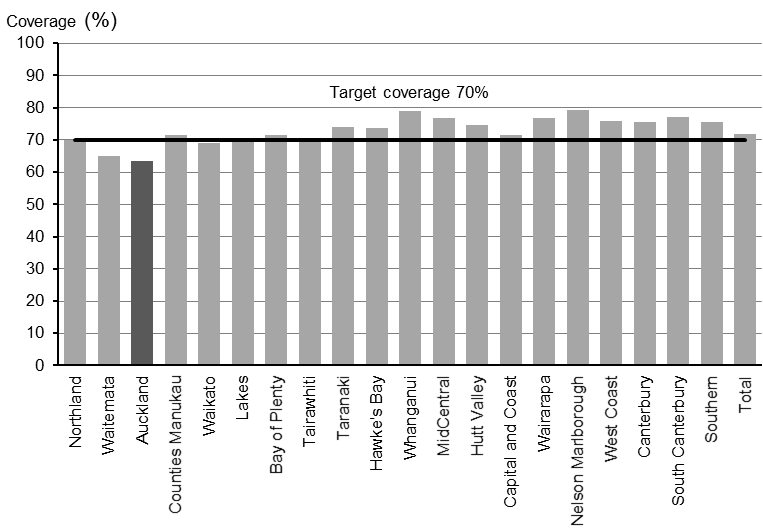 Coverage (%)
100
90
80
70
60
50
40
30
20
10
0
Target coverage 70%
Northland
Waitemata
Auckland
Counties Manukau
Waikato
Lakes
Bay of Plenty
Tairawhiti
Taranaki
Hawke's Bay
Whanganui
MidCentral
Hutt Valley
Capital and Coast
Wairarapa
Nelson Marlborough
West Coast
Canterbury
South Canterbury
Southern
Total